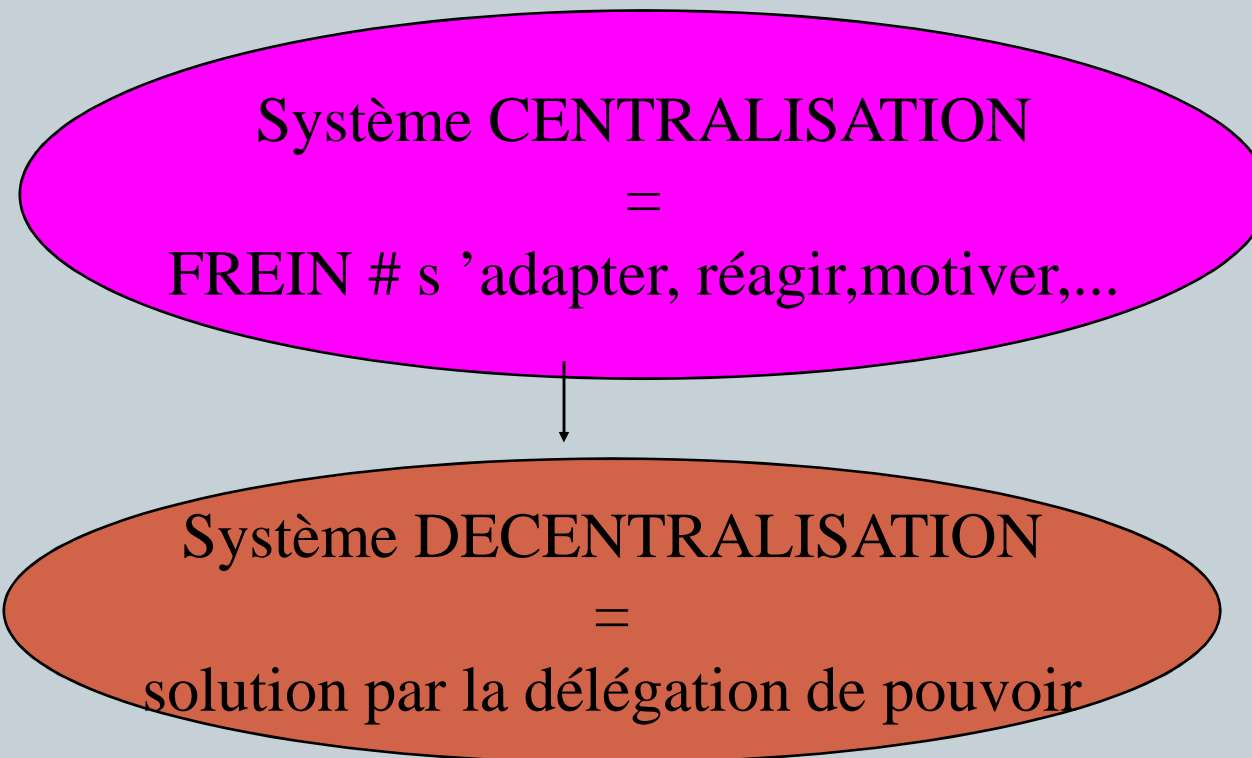 Système CENTRALISATION
=
FREIN # s ’adapter, réagir,motiver,...
Système DECENTRALISATION
=
solution par la délégation de pouvoir